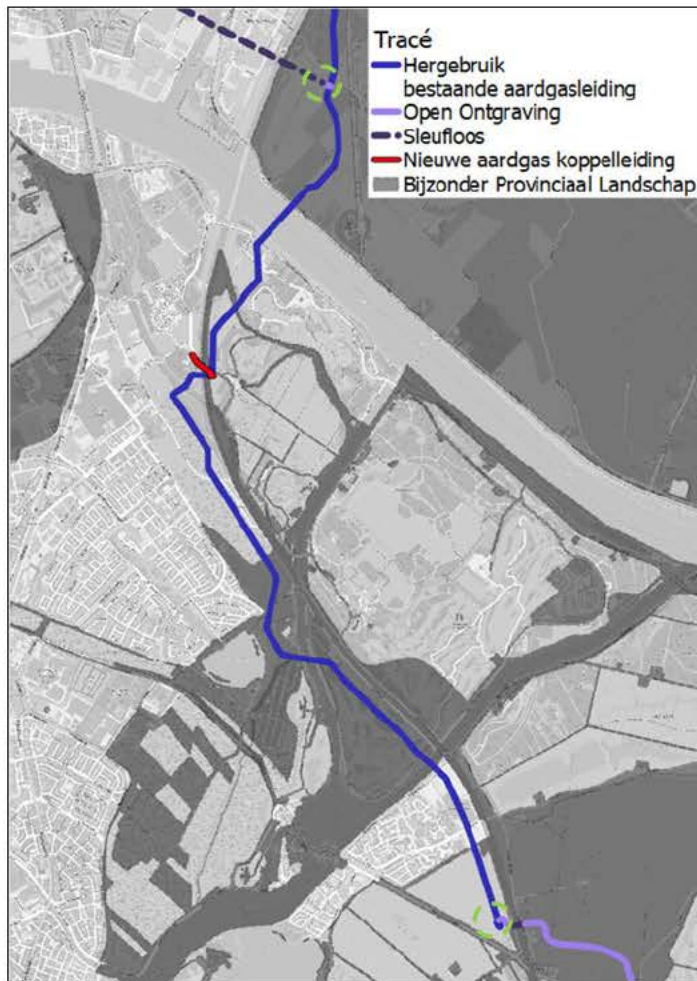 Tracé
Hergebruik
bestaande aardgasleiding
Open Ontgraving
Sleufloos
Nieuwe aardgas koppelleiding
Bijzonder Provinciaal Landschap